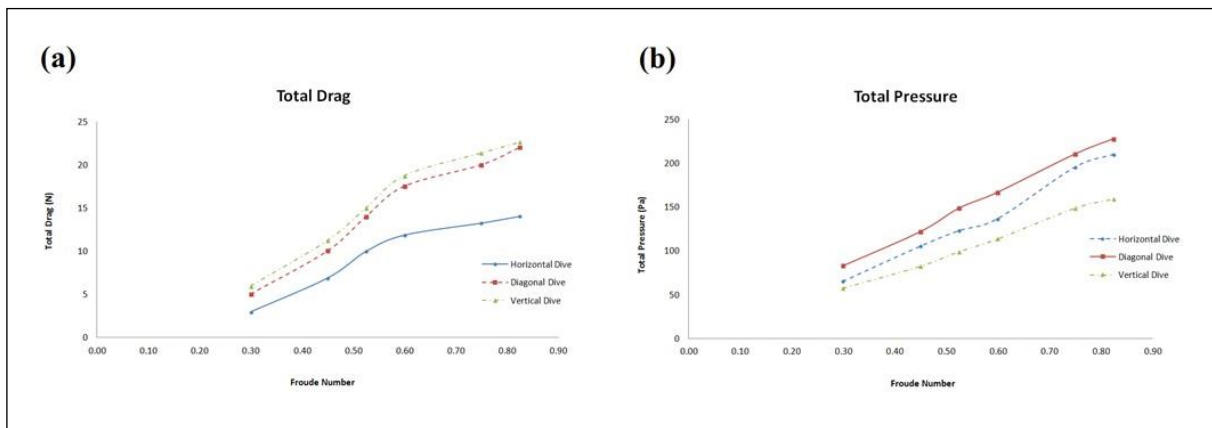 (a)
Total Drag
25
20
15
10
5
0
Total Drag (N)
0.00 0.10 0.20 0.30 0.40 0.50 0.60 0.70 0.80 0.90
Froude Number
Horizontal Dive
Diagonal Dive
Vertical Dive
(b)
Total Pressure
250
200
150
100
50
0
Total Pressure (Pa)
0.00 0.10 0.20 0.30 0.40 0.50 0.60 0.70 0.80 0.90
Froude Number
Horizontal Dive
Diagonal Dive
Vertical Dive